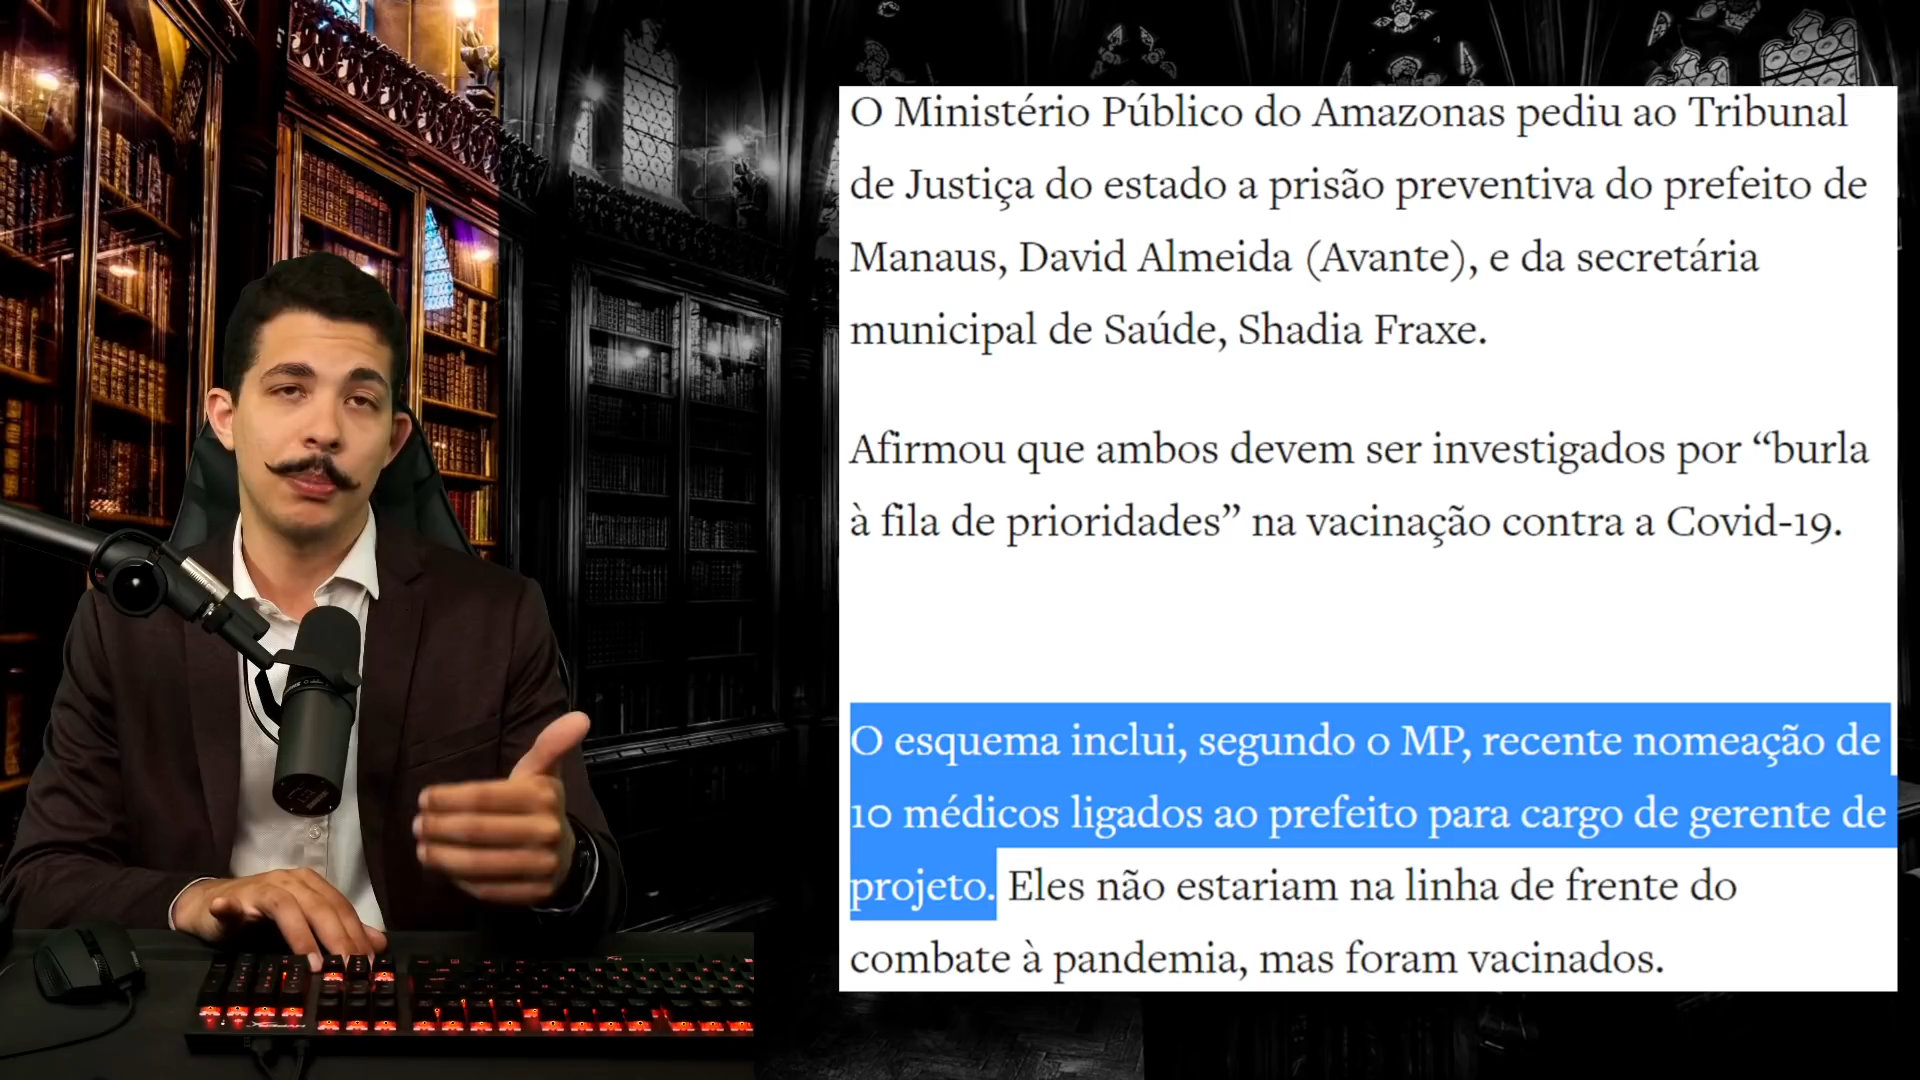 O Ministério Público do Amazonas pediu ao Tribunal
de Justiça do estado a prisão preventiva do prefeito de
Manaus, David Almeida (Avante), e da secretária
municipal de Saúde, Shadia Fraxe.
Afirmou que ambos devem ser investigados por “burla
à fila de prioridades” na vacinação contra a Covid-19.
O esquema inclui, segundo o MP, recente nomeação de
10 médicos ligados ao prefeito para cargo de gerente de
projeto. Eles não estariam na linha de frente do
combate à pandemia, mas foram vacinados.